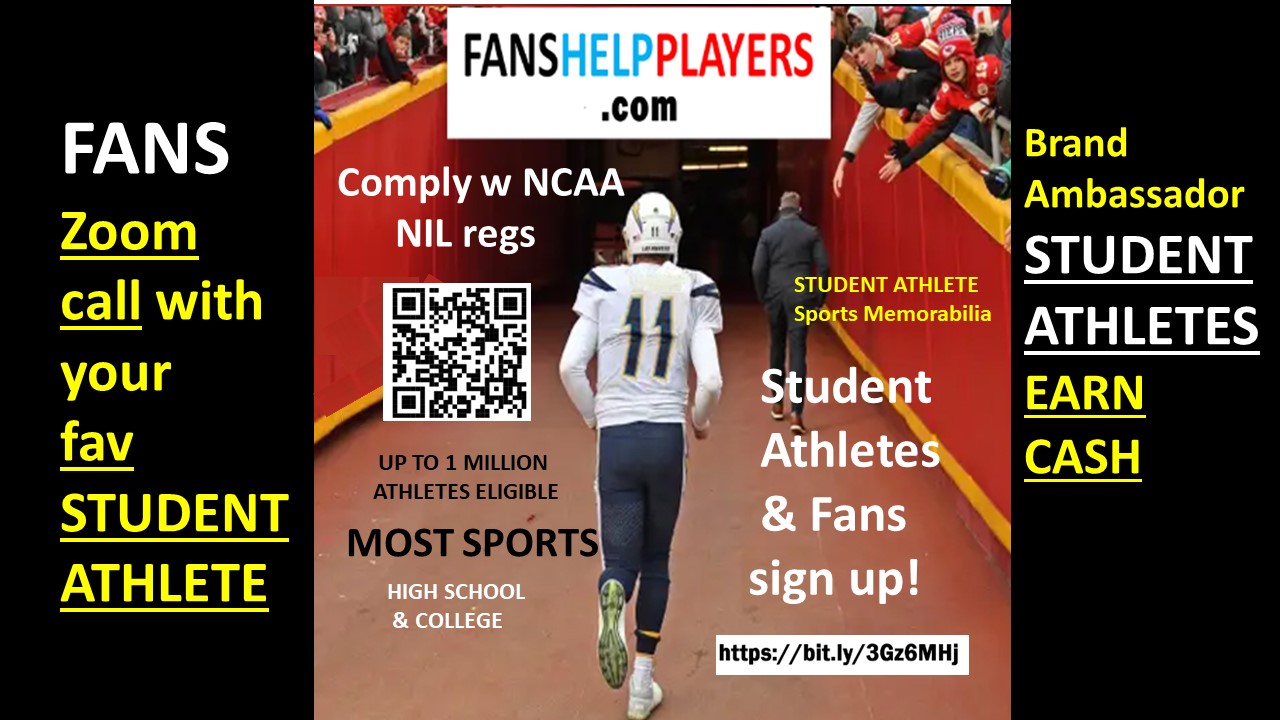 FANS
Zoom
call with
your
fav
STUDENT
ATHLETE
FANSHELPPLAYERS
.com
Comply w NCAA
NIL regs
11
11
UP TO 1 MILLION
ATHLETES ELIGIBLE
MOST SPORTS
HIGH SCHOOL
& COLLEGE
STUDENT ATHLETE
Sports Memorabilia
Student
Athletes
& Fans
sign up!
https://bit.ly/3Gz6MHj
Brand
Ambassador
STUDENT
ATHLETES
EARN
CASH